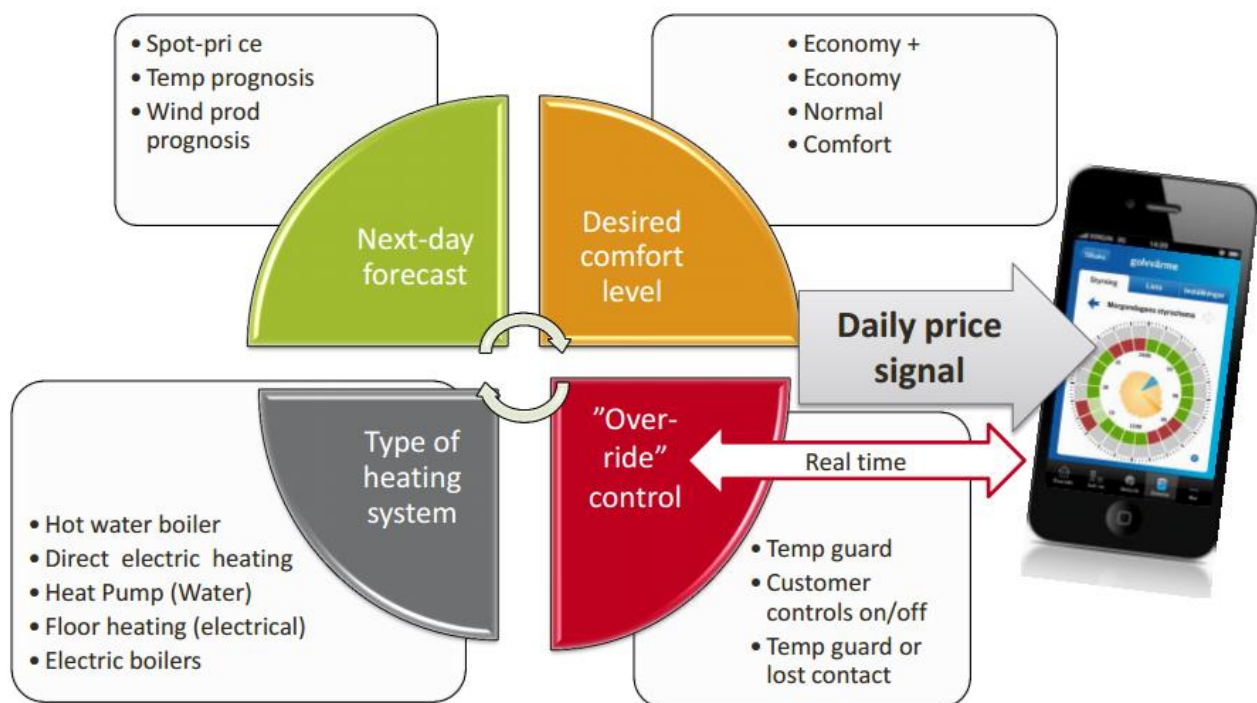 • Spot-pri ce
• Temp prognosis
• Wind prod
prognosis
• Economy +
• Economy
• Normal
• Comfort
Next-day
forecast
Desired
comfort
level
Daily price
signal
Type of
heating
system
”Over-
ride”
control
Real time
• Hot water boiler
• Direct electric heating
• Heat Pump (Water)
• Floor heating (electrical)
• Electric boilers
• Temp guard
• Customer
controls on/off
• Temp guard or
lost contact
golvvärme
Styrning
Inställningar
Morgondagens styrschema